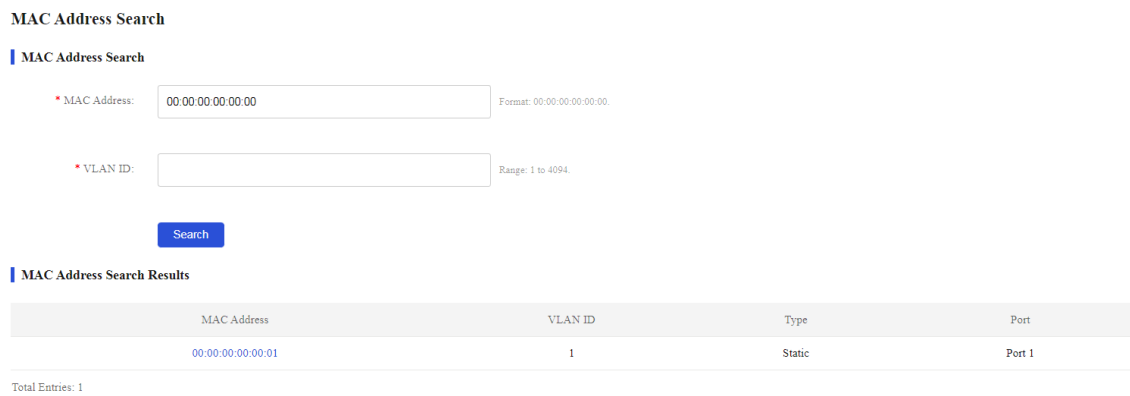 MAC Address Search
MAC Address Search
* MAC Address: 00:00:00:00:00:00 Format: 00:00:00:00:00:00.
* VLAN ID: Range: 1 to 4094.
Search
MAC Address Search Results
MAC Address VLAN ID Type Port
00:00:00:00:00:01 1 Static Port 1
Total Entries: 1